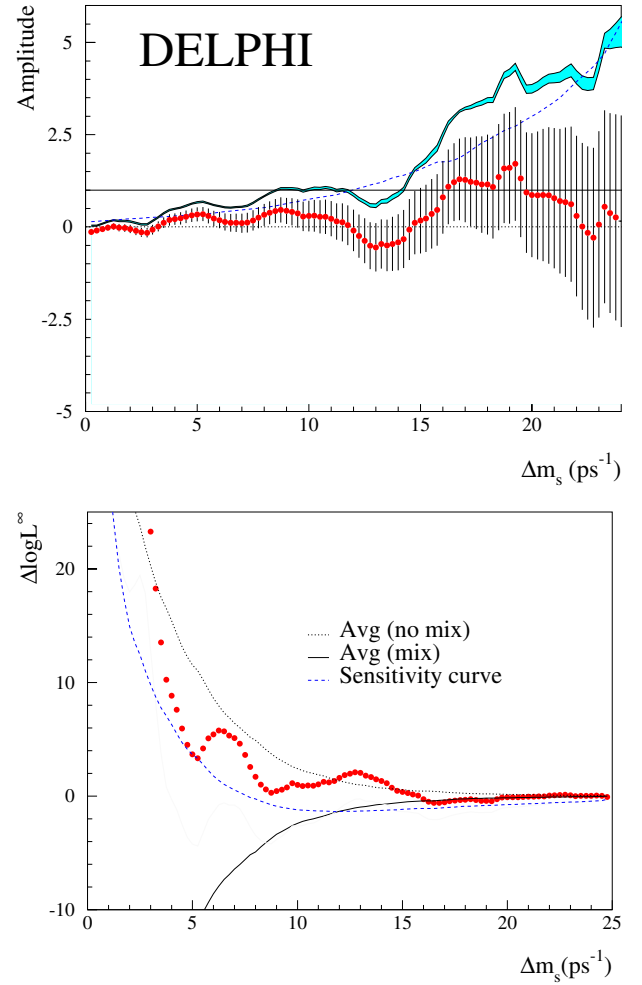 Amplitude
DELPHI
5
2.5
0
-2.5
-5
0 5 10 15 20
Δm_s (ps⁻¹)
ΔlogL^∞
20
10
0
-10
Avg (no mix)
Avg (mix)
Sensitivity curve
0 5 10 15 20 25
Δm_s(ps⁻¹)